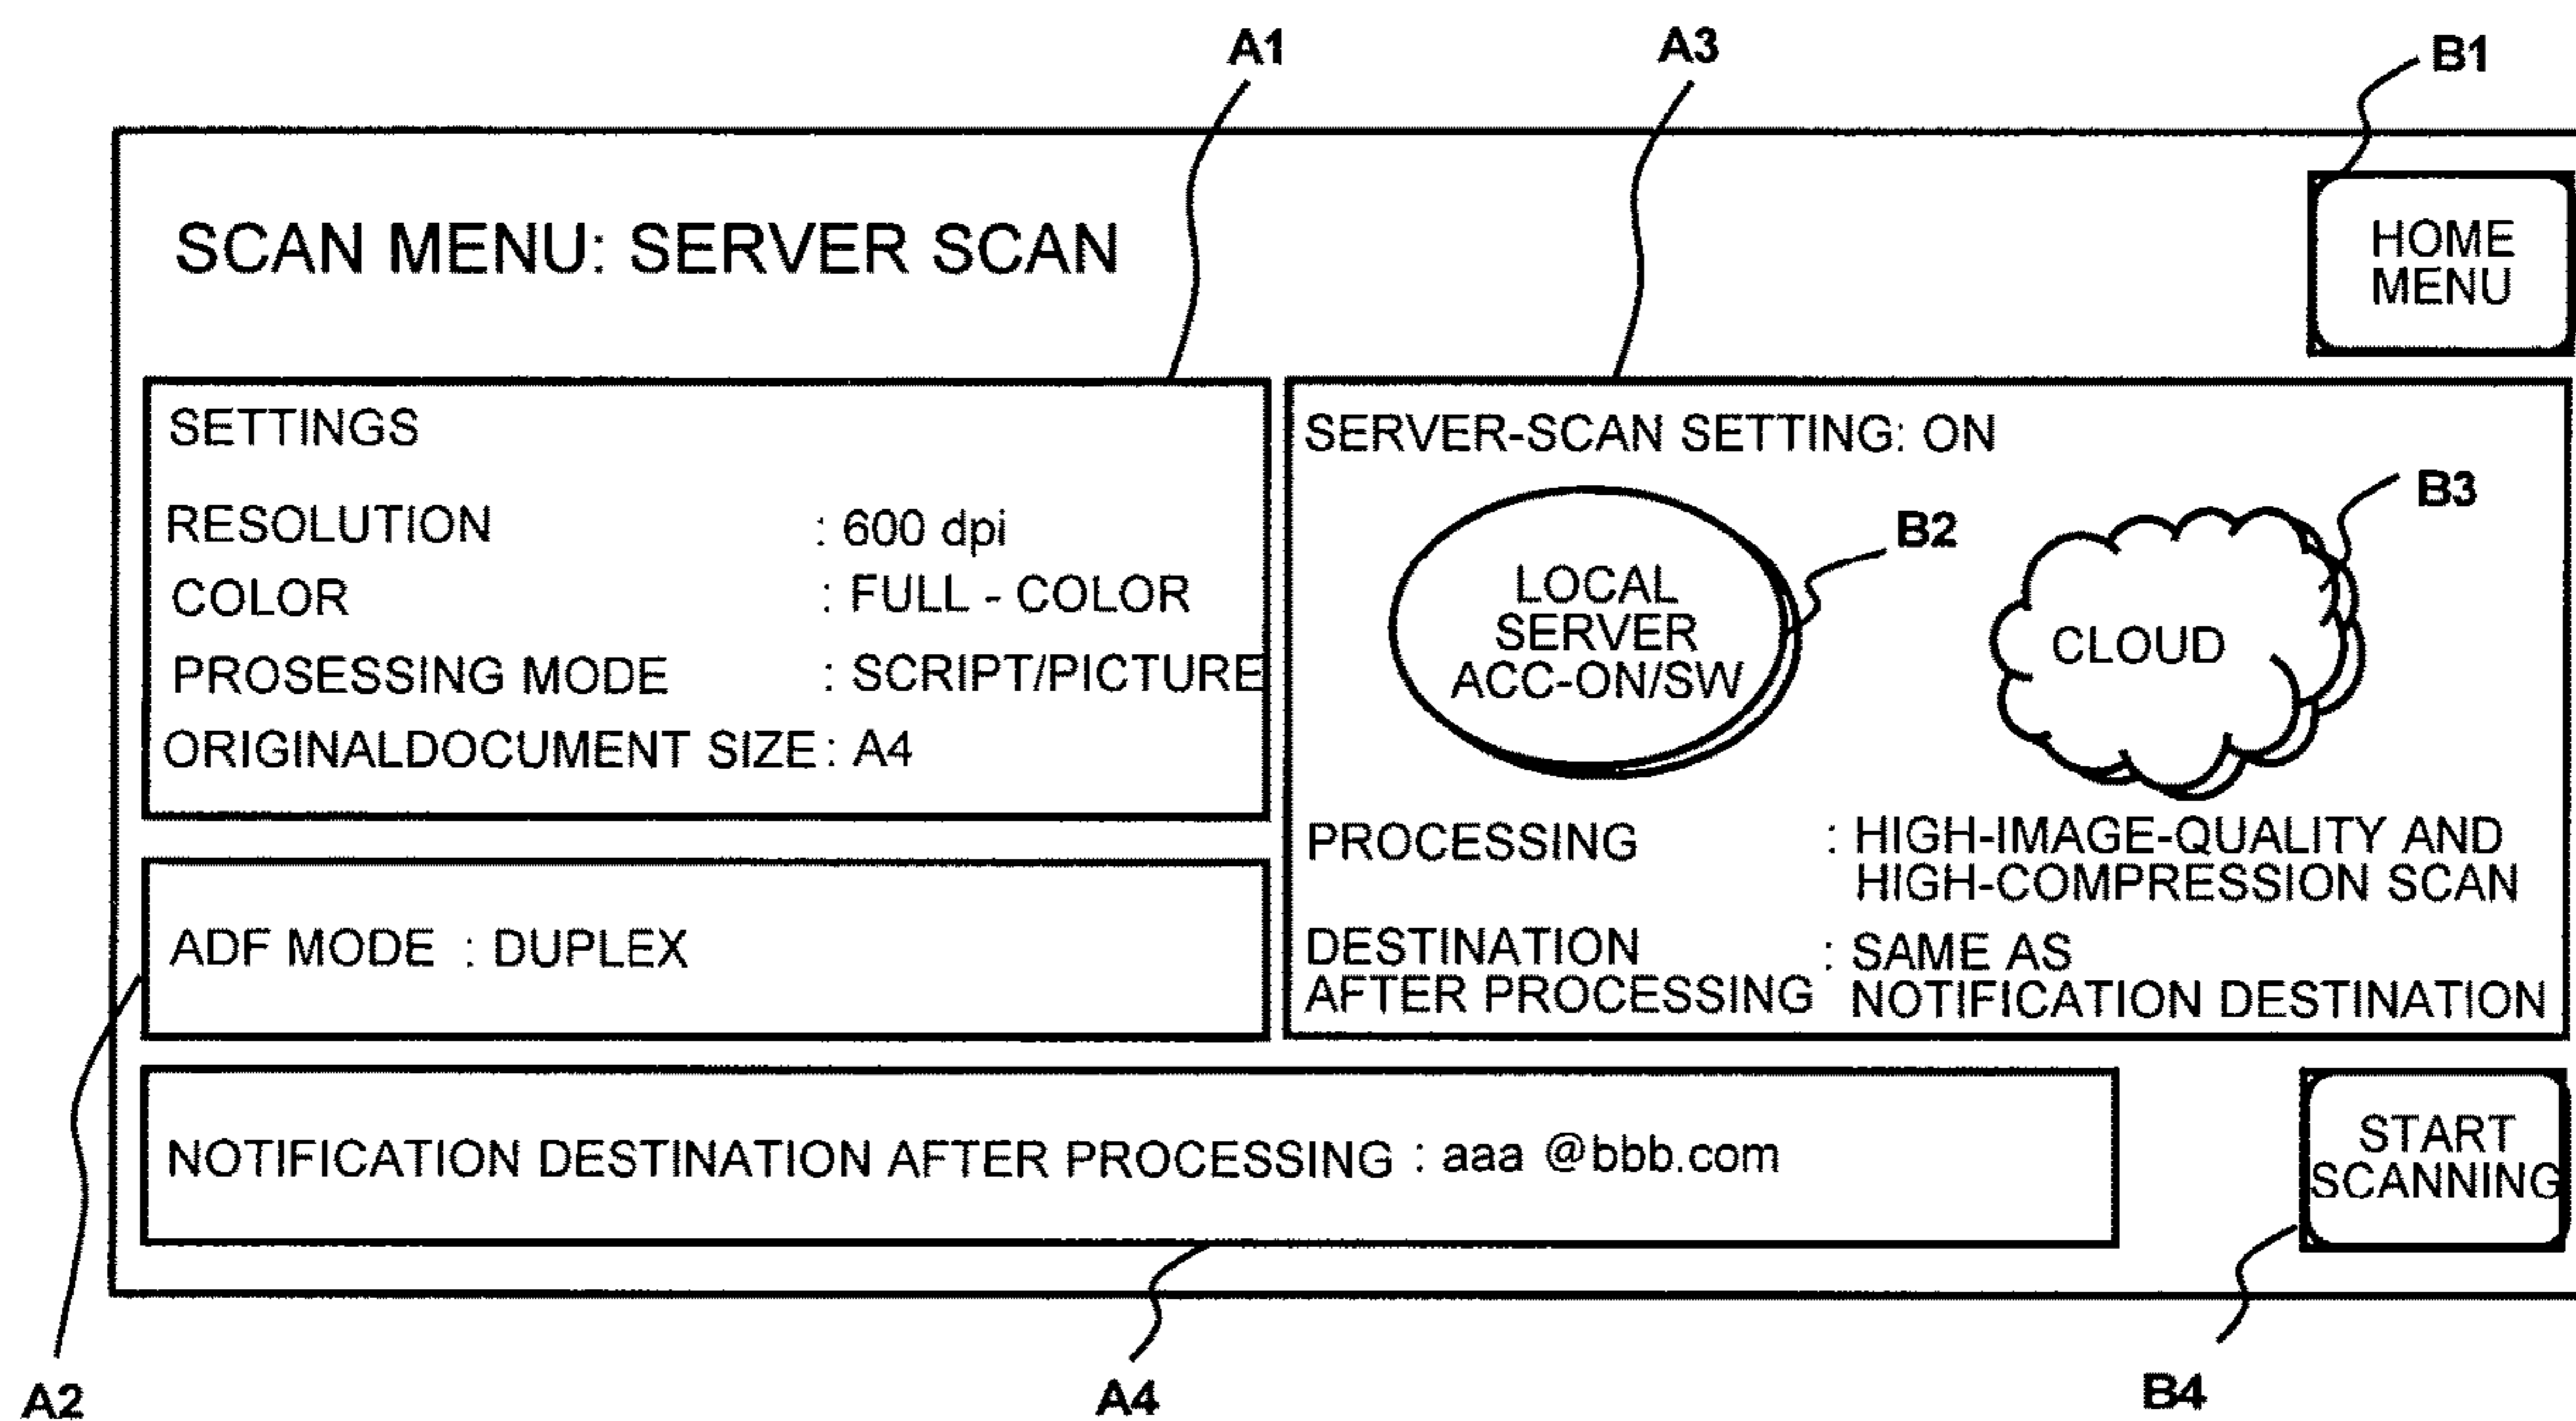 A1
A3
B1
SCAN MENU: SERVER SCAN
HOME
MENU
SETTINGS
RESOLUTION : 600 dpi
COLOR : FULL - COLOR
PROSESSING MODE : SCRIPT/PICTURE
ORIGINALDOCUMENT SIZE : A4
SERVER-SCAN SETTING: ON
LOCAL
SERVER
ACC-ON/SW
B2
CLOUD
B3
PROCESSING : HIGH-IMAGE-QUALITY AND
HIGH-COMPRESSION SCAN
DESTINATION : SAME AS
AFTER PROCESSING NOTIFICATION DESTINATION
ADF MODE : DUPLEX
NOTIFICATION DESTINATION AFTER PROCESSING : aaa @bbb.com
START
SCANNING
A2
A4
B4